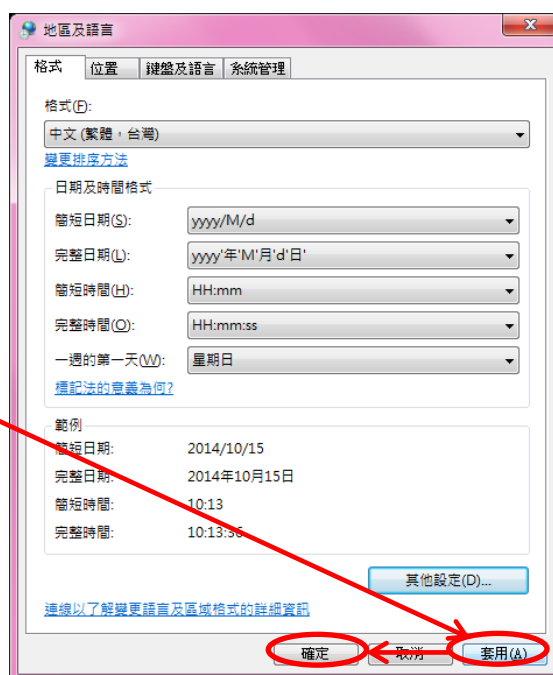 地區及語言
格式 位置 鍵盤及語言 系統管理
格式(F):
中文 (繁體，台灣)
變更排序方法
日期及時間格式
簡短日期(S): yyyy/M/d
完整日期(L): yyyy'年'M'月'd'日'
簡短時間(H): HH:mm
完整時間(O): HH:mm:ss
一週的第一天(W): 星期日
標記法的意義為何?
範例
簡短日期: 2014/10/15
完整日期: 2014年10月15日
簡短時間: 10:13
完整時間: 10:13:36
其他設定(D)...
連線以了解變更語言及區域格式的詳細資訊
確定 取消 套用(A)